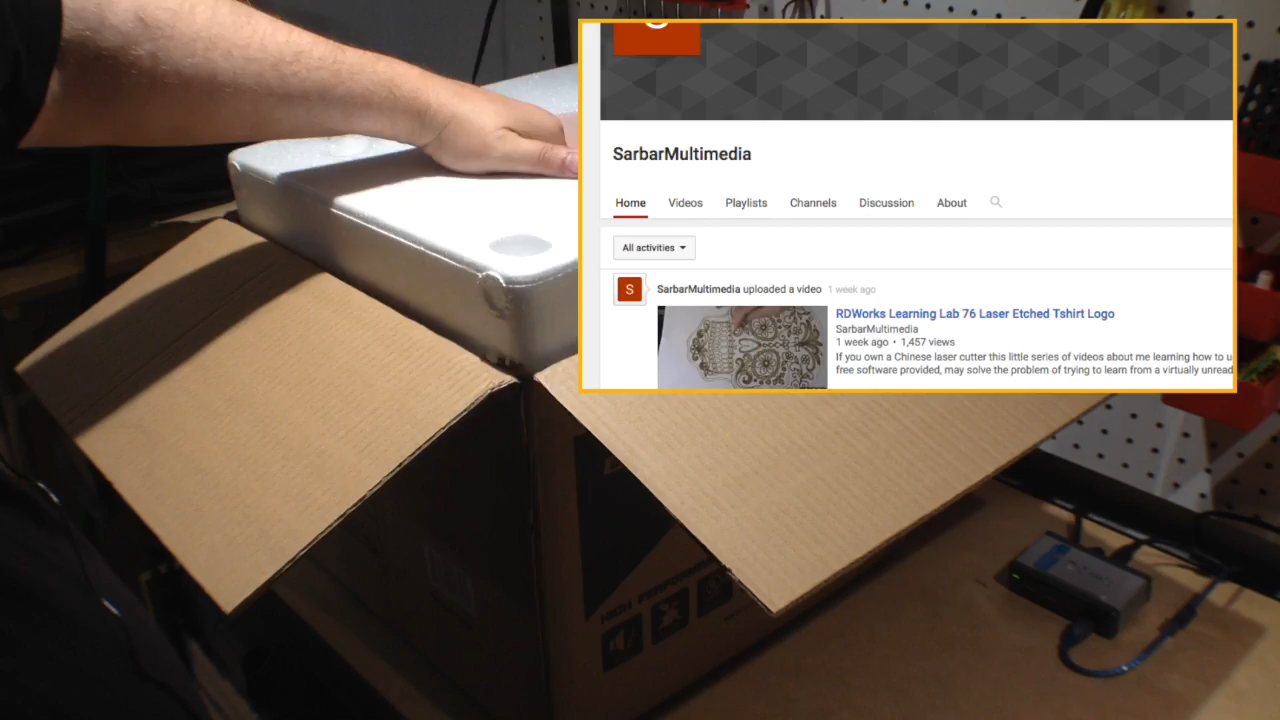 SarbarMultimedia
Home Videos Playlists Channels Discussion About
All activities
S
SarbarMultimedia uploaded a video 1 week ago
RDWorks Learning Lab 76 Laser Etched Tshirt Logo
SarbarMultimedia
1 week ago • 1,457 views
If you own a Chinese laser cutter this little series of videos about me learning how to u
free software provided, may solve the problem of trying to learn from a virtually unread
HIGH